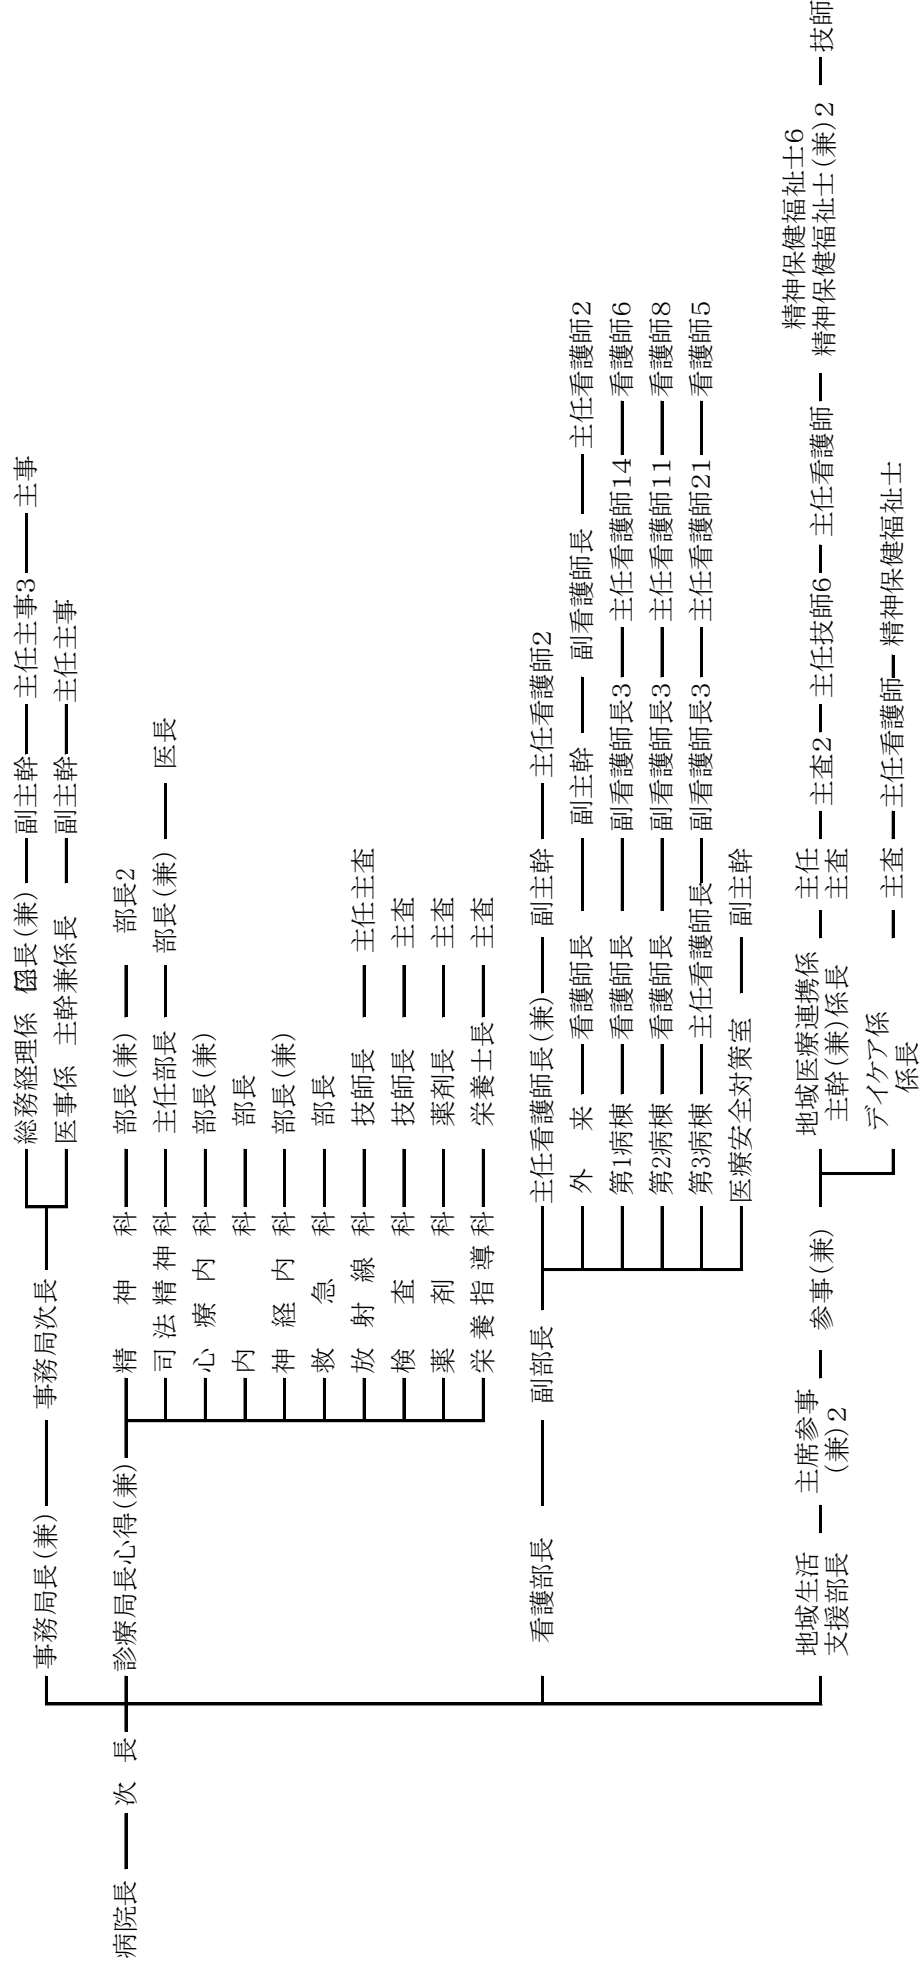 病院長 次 長
事務局長（兼） 事務局次長
総務経理係 係長（兼） 副主幹 主任主事3 主事
医事係 主幹兼係長 副主幹 主任主事
診療局長心得（兼）
精神科 部長（兼） 部長2
司法精神科 主任部長 部長（兼） 医長
心療内科 部長（兼）
内科 部長
神経内科 部長（兼）
救急科 部長
放射線科 技師長 主任主査
検査科 技師長 主査
薬剤科 薬剤長 主査
栄養指導科 栄養士長 主査
看護部長 副部長
主任看護師長（兼） 副主幹 主任看護師2
外来 看護師長 副主幹 副看護師長 主任看護師2
第1病棟 看護師長 副看護師長3 主任看護師14 看護師6
第2病棟 看護師長 副看護師長3 主任看護師11 看護師8
第3病棟 主任看護師長 副看護師長3 主任看護師21 看護師5
医療安全対策室 副主幹
地域生活
支援部長
主席参事
（兼）2
参事（兼）
地域医療連携係
主幹（兼）係長
主任
主査
主査2 主任技師6 主任看護師
精神保健福祉士6
精神保健福祉士（兼）2
技師
デイケア係
係長
主査 主任看護師 精神保健福祉士